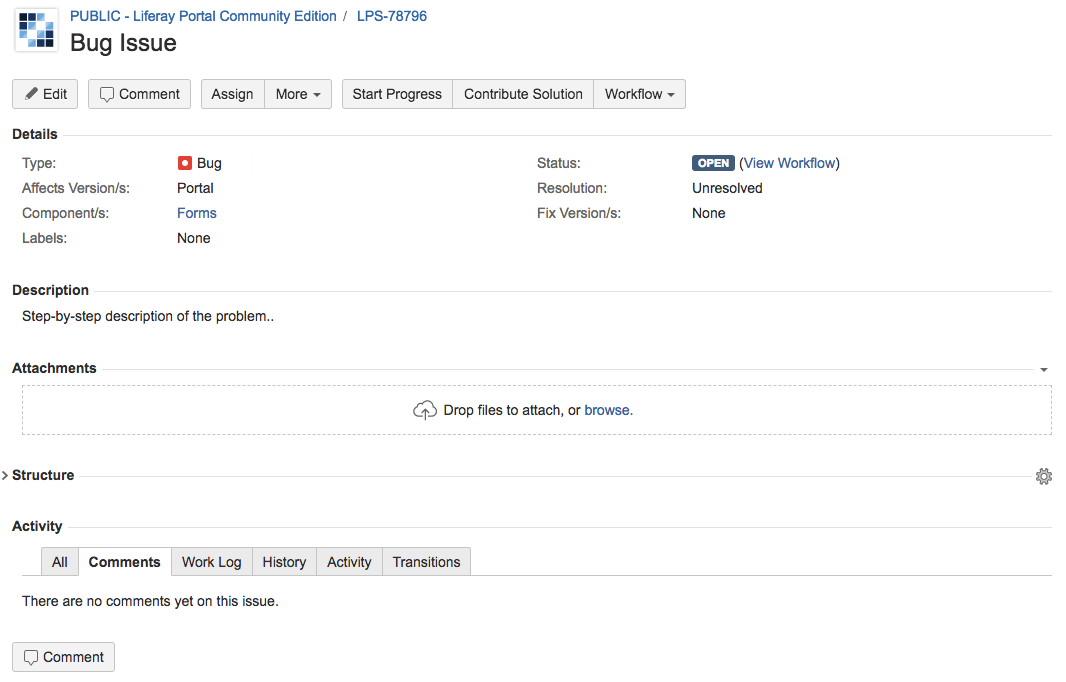 PUBLIC - Liferay Portal Community Edition / LPS-78796
Bug Issue
Edit Comment Assign More Start Progress Contribute Solution Workflow
Details
Type: Bug Status: OPEN (View Workflow)
Affects Version/s: Portal Resolution: Unresolved
Component/s: Forms Fix Version/s: None
Labels: None
Description
Step-by-step description of the problem..
Attachments
Drop files to attach, or browse.
Structure
Activity
All Comments Work Log History Activity Transitions
There are no comments yet on this issue.
Comment